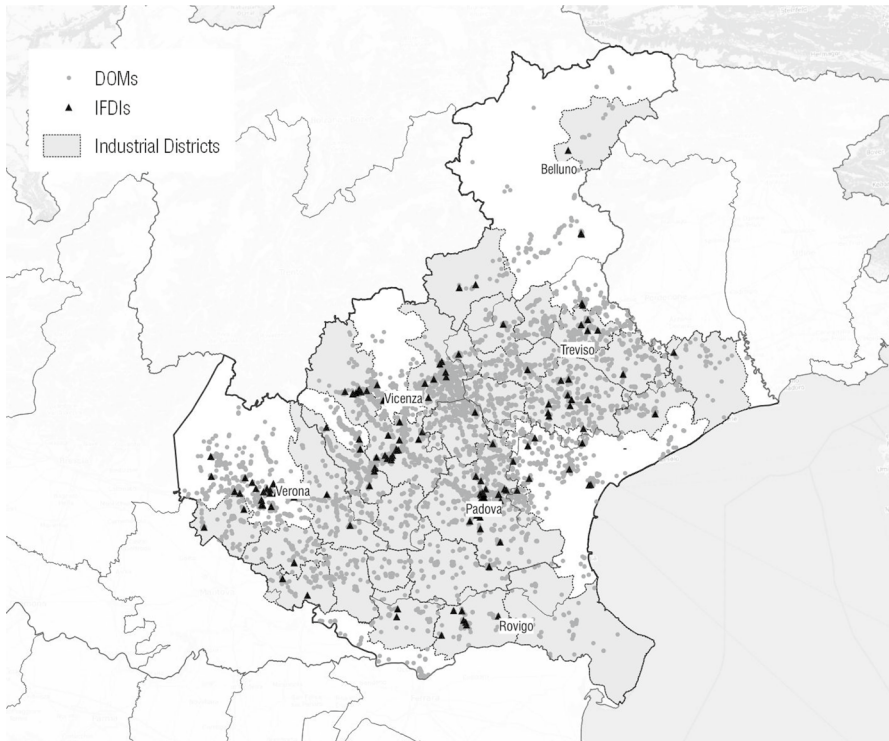 DOMs
IFDIs
Industrial Districts
Belluno
Treviso
Vicenza
Verona
Padova
Rovigo